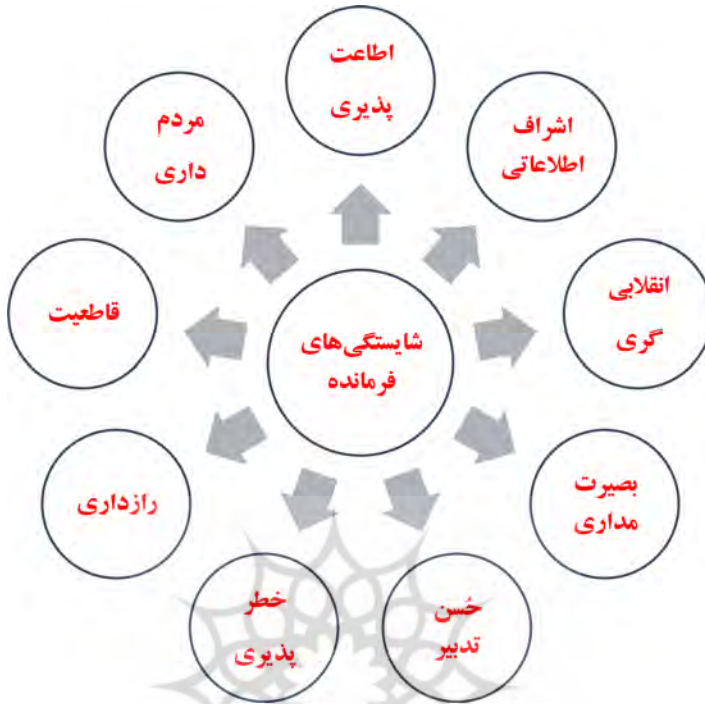 شایستگی‌های
فرمانده
اطاعت
پذیری
اشراف
اطلاعاتی
انقلابی
گری
بصیرت
مداری
حُسن
تدبیر
خطر
پذیری
رازداری
قاطعیت
مردم
داری